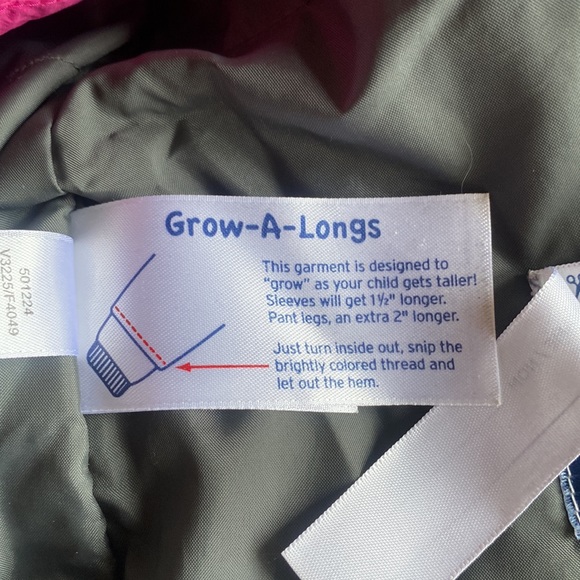 Grow-A-Longs
This garment is designed to
“grow” as your child gets taller!
Sleeves will get 1½" longer.
Pant legs, an extra 2" longer.
Just turn inside out, snip the
brightly colored thread and
let out the hem.
501224
V3225/F4049